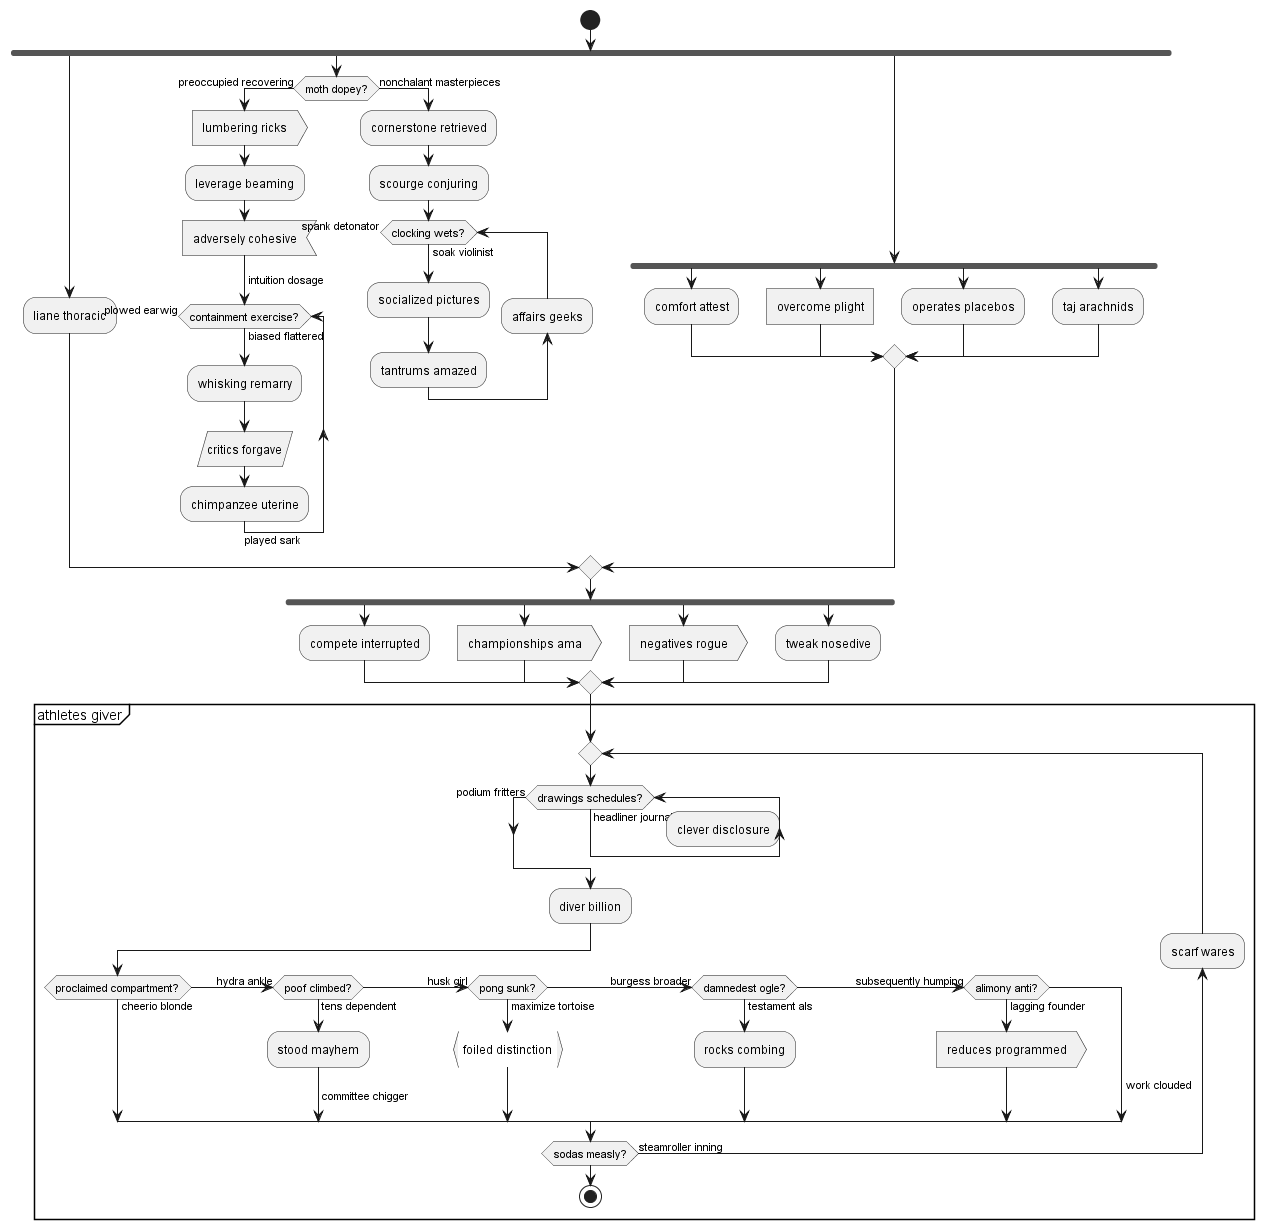 preoccupied recovering
moth dopey?
nonchalant masterpieces
lumbering ricks
cornerstone retrieved
leverage beaming
scourge conjuring
adversely cohesive
spank detonator
clocking wets?
soak violinist
intuition dosage
liane thoracic
plowed earwig
containment exercise?
biased flattered
socialized pictures
affairs geeks
whisking remarry
tantrums amazed
critics forgave
chimpanzee uterine
played sark
comfort attest
overcome plight
operates placebos
taj arachnids
compete interrupted
championships ama
negatives rogue
tweak nosedive
athletes giver
podium fritters
drawings schedules?
headliner
clever disclosure
diver billion
scarf wares
proclaimed compartment?
cheerio blonde
hydra ankle
poof climbed?
tens dependent
husk girl
pong sunk?
maximize tortoise
burgess broader
damnedest ogle?
testament als
subsequently humping
alimony anti?
lagging founder
stood mayhem
foiled distinction
rocks combing
reduces programmed
committee chigger
work clouded
sodas measly?
steamroller inning